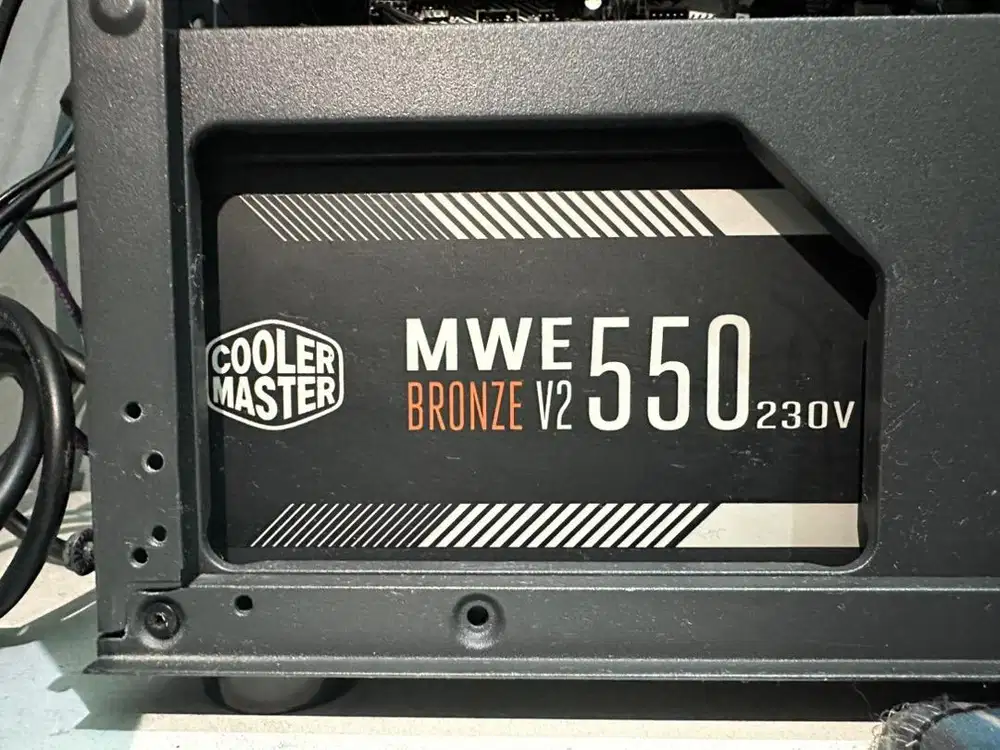 COOLER
MASTER
MWE
BRONZE V2
550
230V